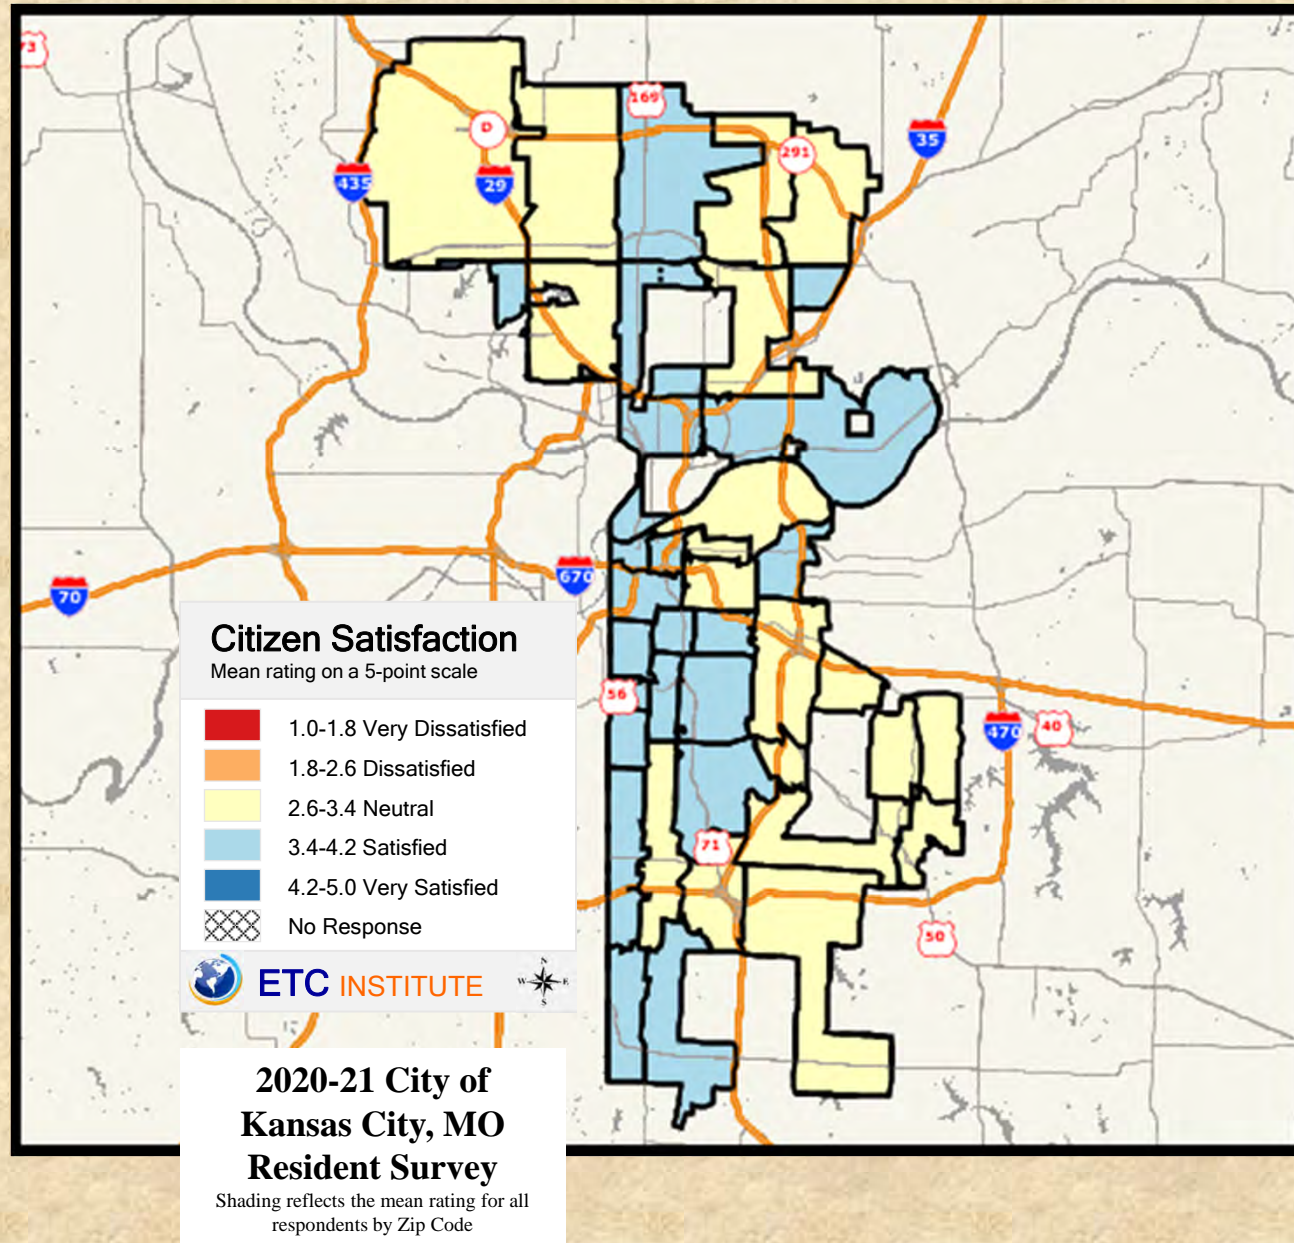 73
169
D
291
35
435
29
70
670
56
40
470
71
50
Citizen Satisfaction
Mean rating on a 5-point scale
1.0-1.8 Very Dissatisfied
1.8-2.6 Dissatisfied
2.6-3.4 Neutral
3.4-4.2 Satisfied
4.2-5.0 Very Satisfied
No Response
ETC INSTITUTE
N
W E
S
2020-21 City of
Kansas City, MO
Resident Survey
Shading reflects the mean rating for all
respondents by Zip Code